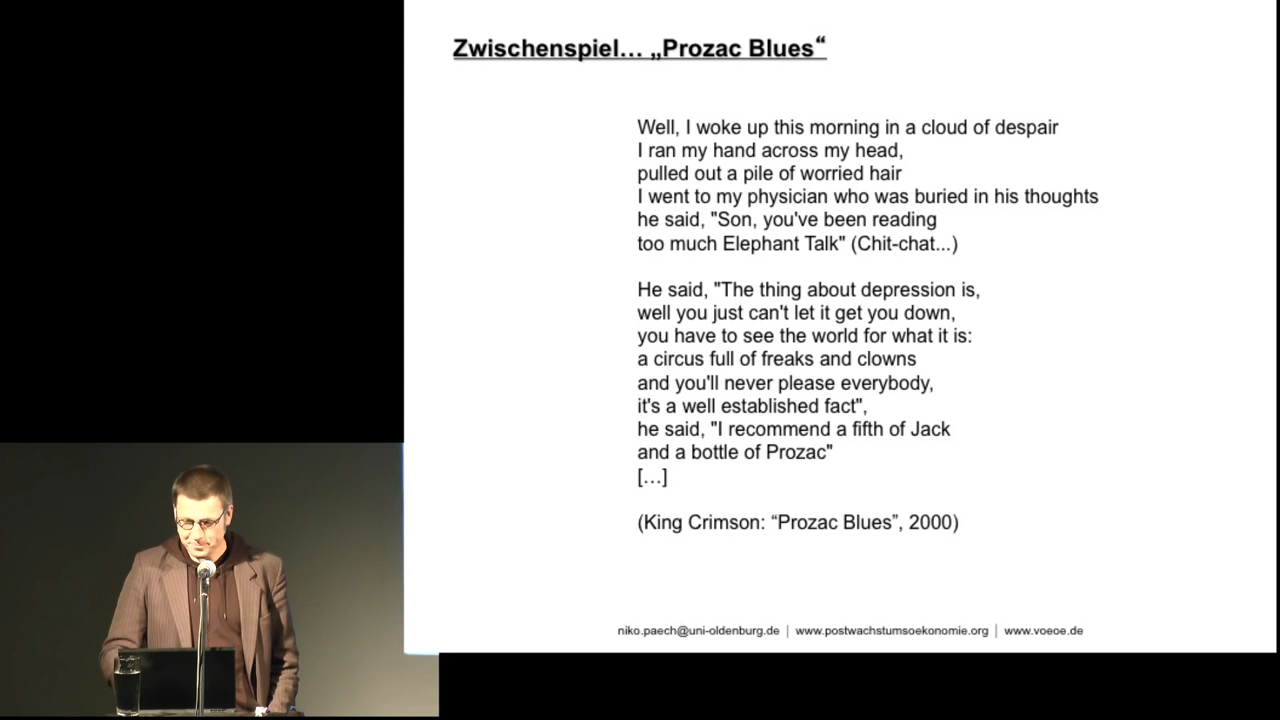 Zwischenspiel… „Prozac Blues“
Well, I woke up this morning in a cloud of despair
I ran my hand across my head,
pulled out a pile of worried hair
I went to my physician who was buried in his thoughts
he said, "Son, you've been reading
too much Elephant Talk" (Chit-chat...)
He said, "The thing about depression is,
well you just can't let it get you down,
you have to see the world for what it is:
a circus full of freaks and clowns
and you'll never please everybody,
it's a well established fact",
he said, "I recommend a fifth of Jack
and a bottle of Prozac"
[…]
(King Crimson: “Prozac Blues”, 2000)
niko.paech@uni-oldenburg.de | www.postwachstumsoekonomie.org | www.voeoe.de